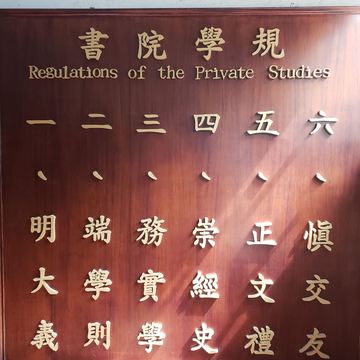 書院學規
Regulations of the Private Studies
一、明大義
二、端學則
三、務實學
四、崇經史
五、正文禮
六、慎交友